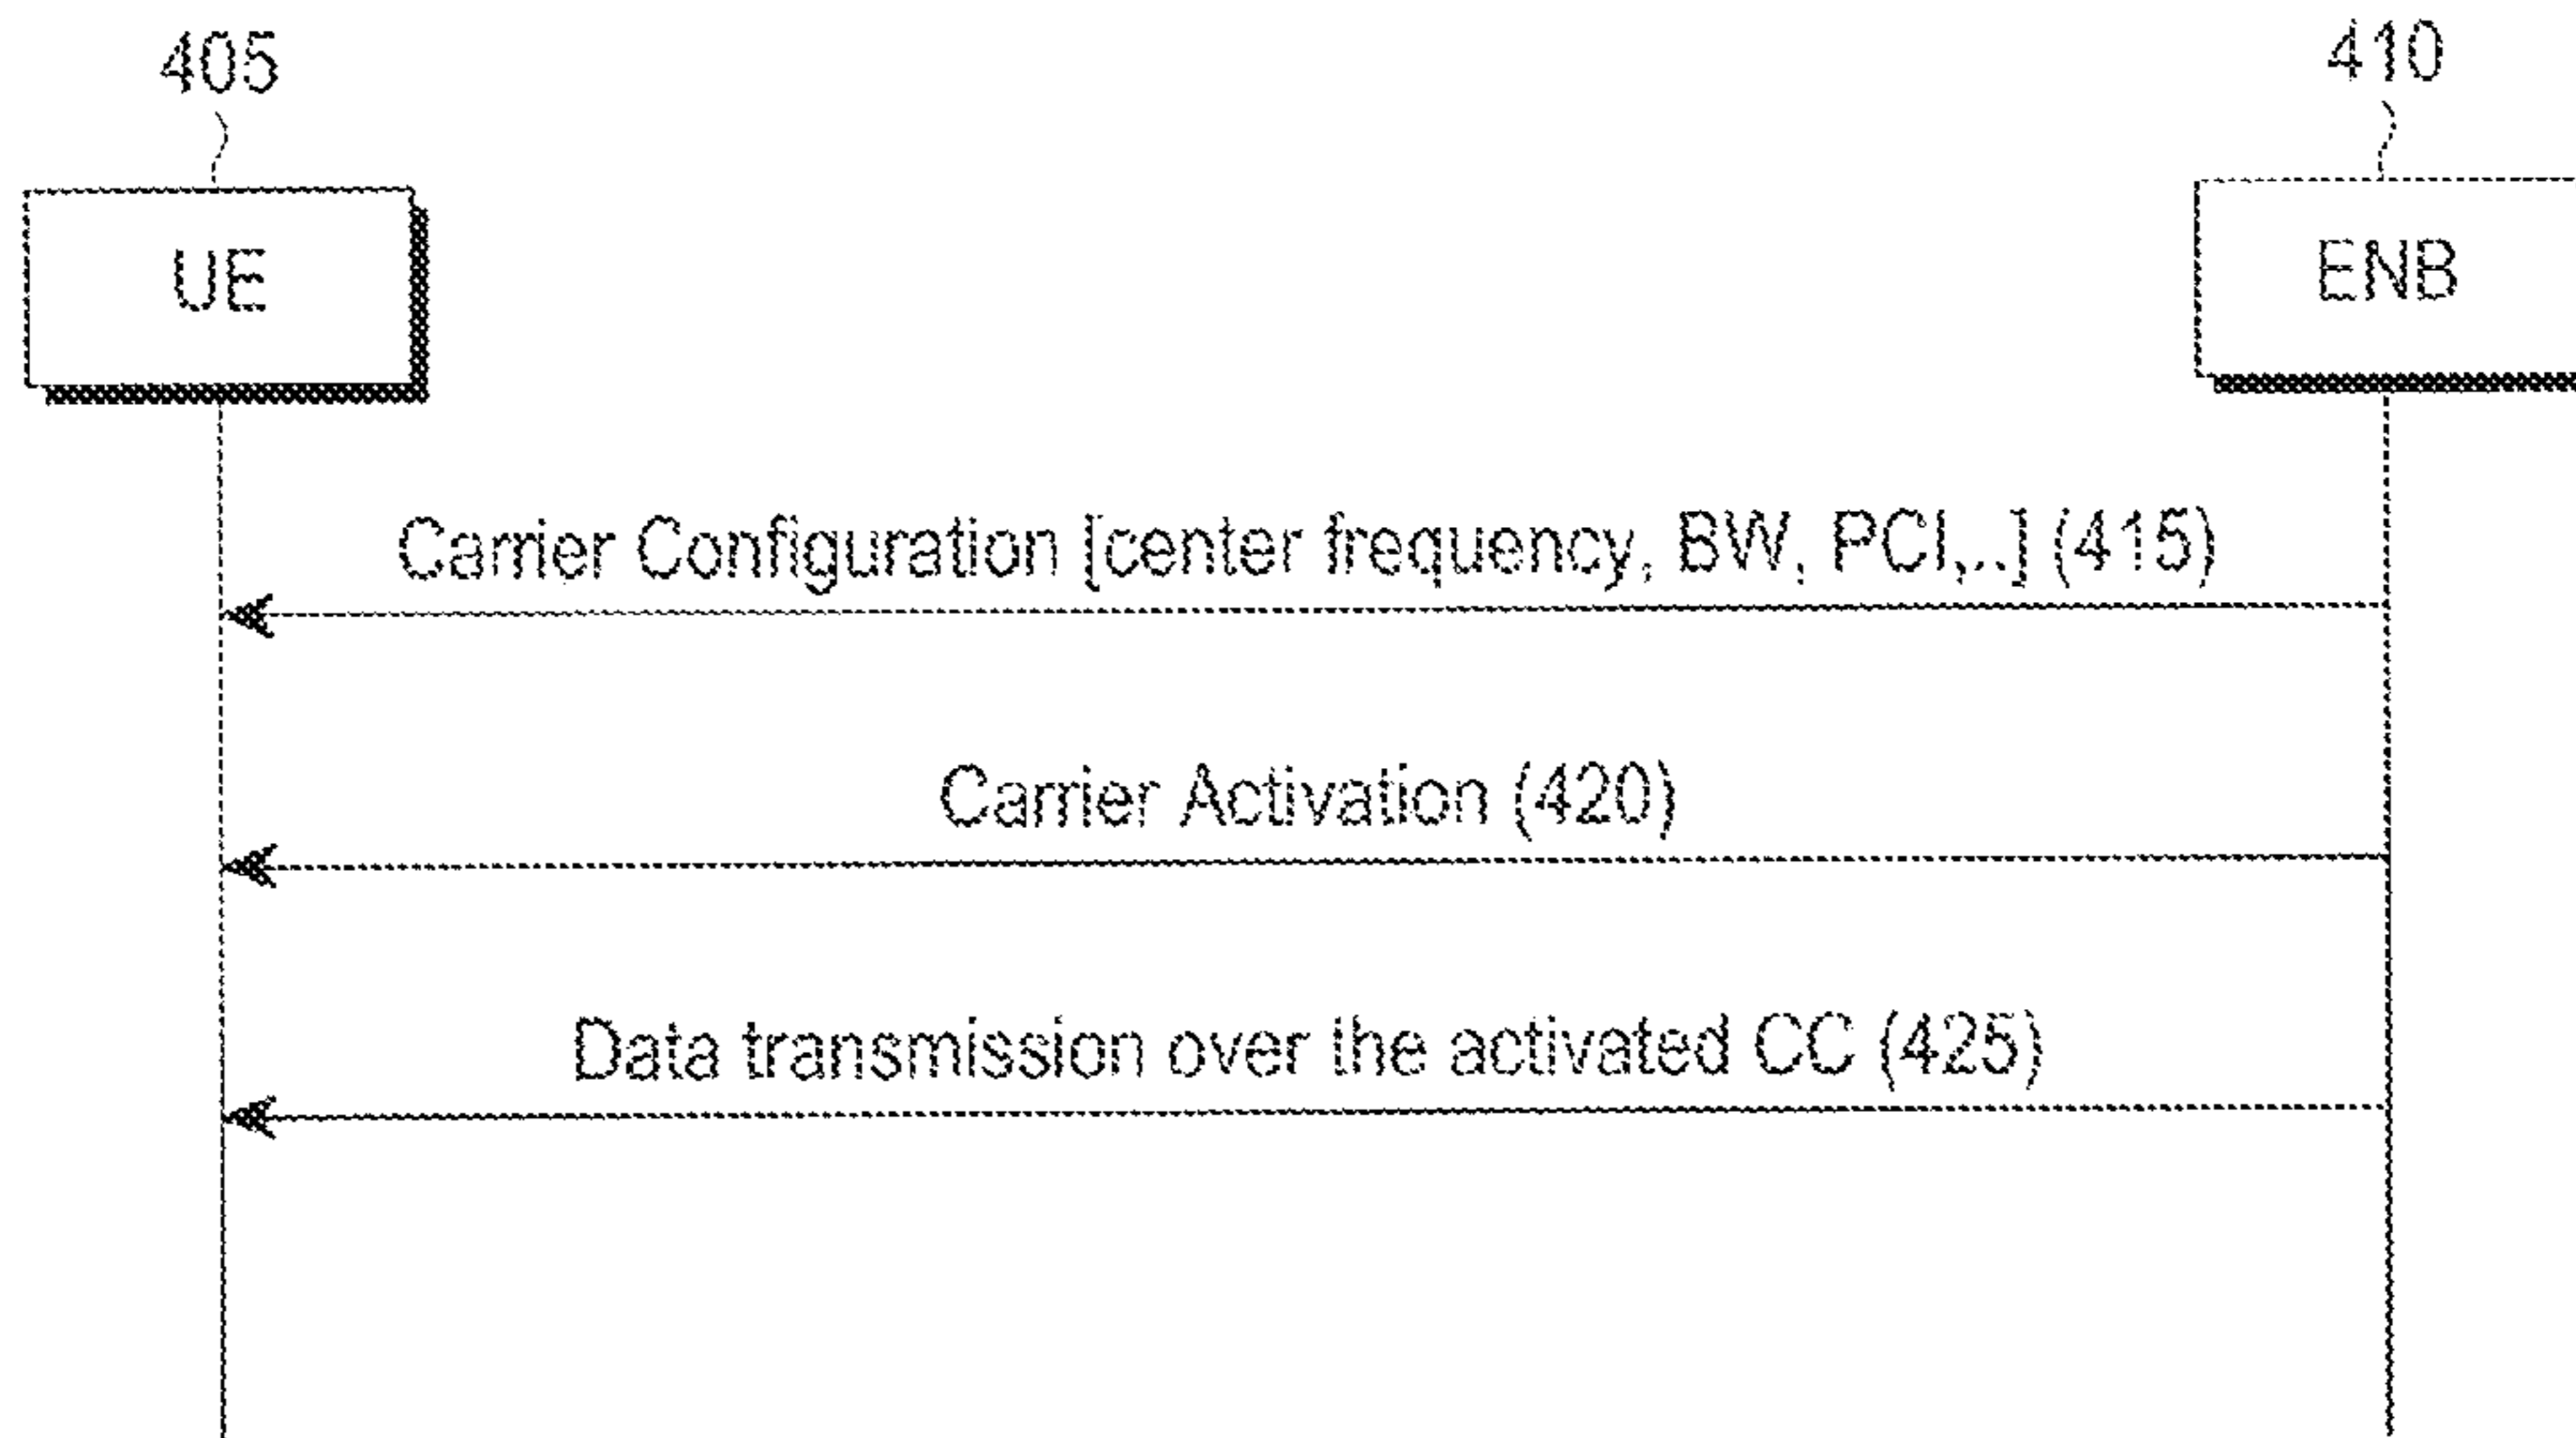 405
410
UE
ENB
Carrier Configuration [center frequency, BW, PCI,..] (415)
Carrier Activation (420)
Data transmission over the activated CC (425)